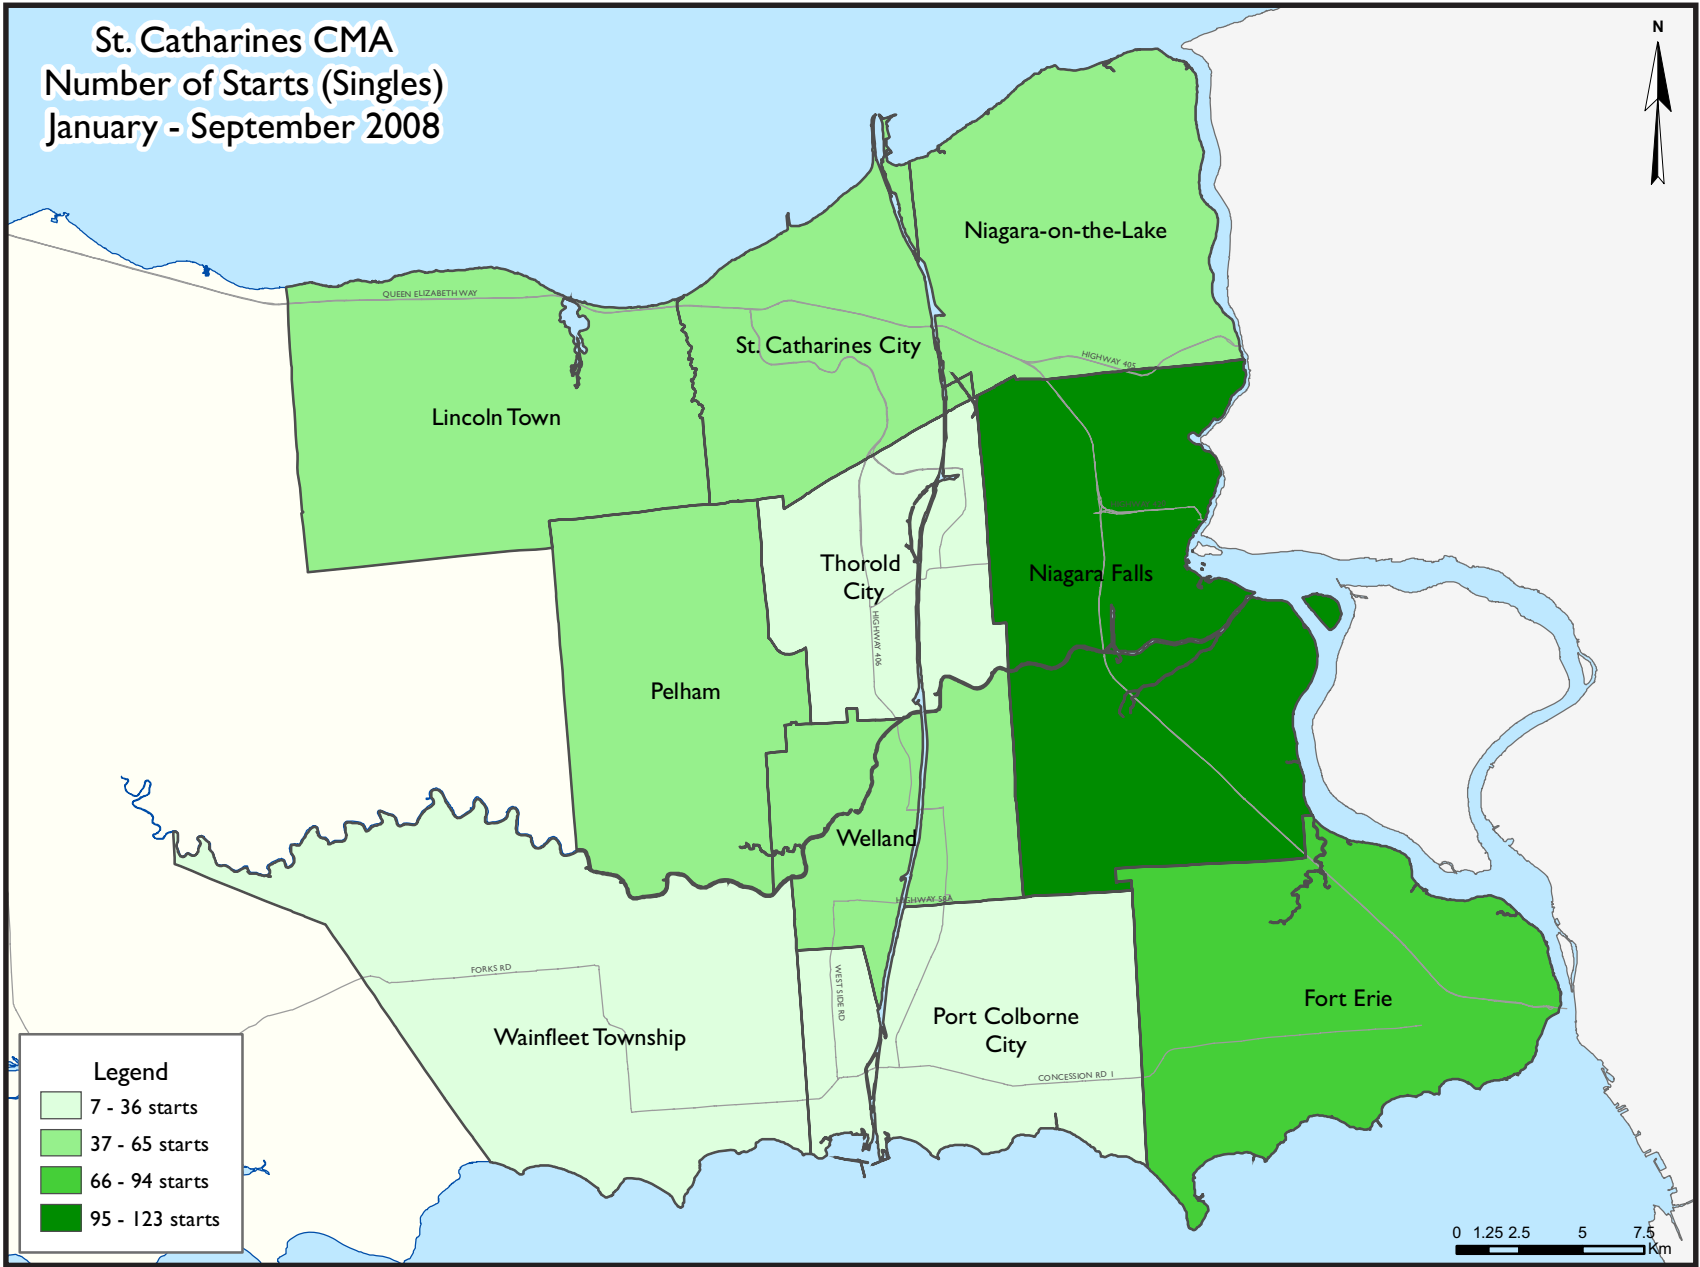 St. Catharines CMA
Number of Starts (Singles)
January - September 2008
N
Niagara-on-the-Lake
QUEEN ELIZABETH WAY
St. Catharines City
HIGHWAY 405
Lincoln Town
Thorold
City
Niagara Falls
HIGHWAY 406
Pelham
Welland
HIGHWAY 58A
FORKS RD
WEST SIDE RD
Fort Erie
Port Colborne
City
Wainfleet Township
CONCESSION RD 1
Legend
7 - 36 starts
37 - 65 starts
66 - 94 starts
95 - 123 starts
0 1.25 2.5 5 7.5
Km